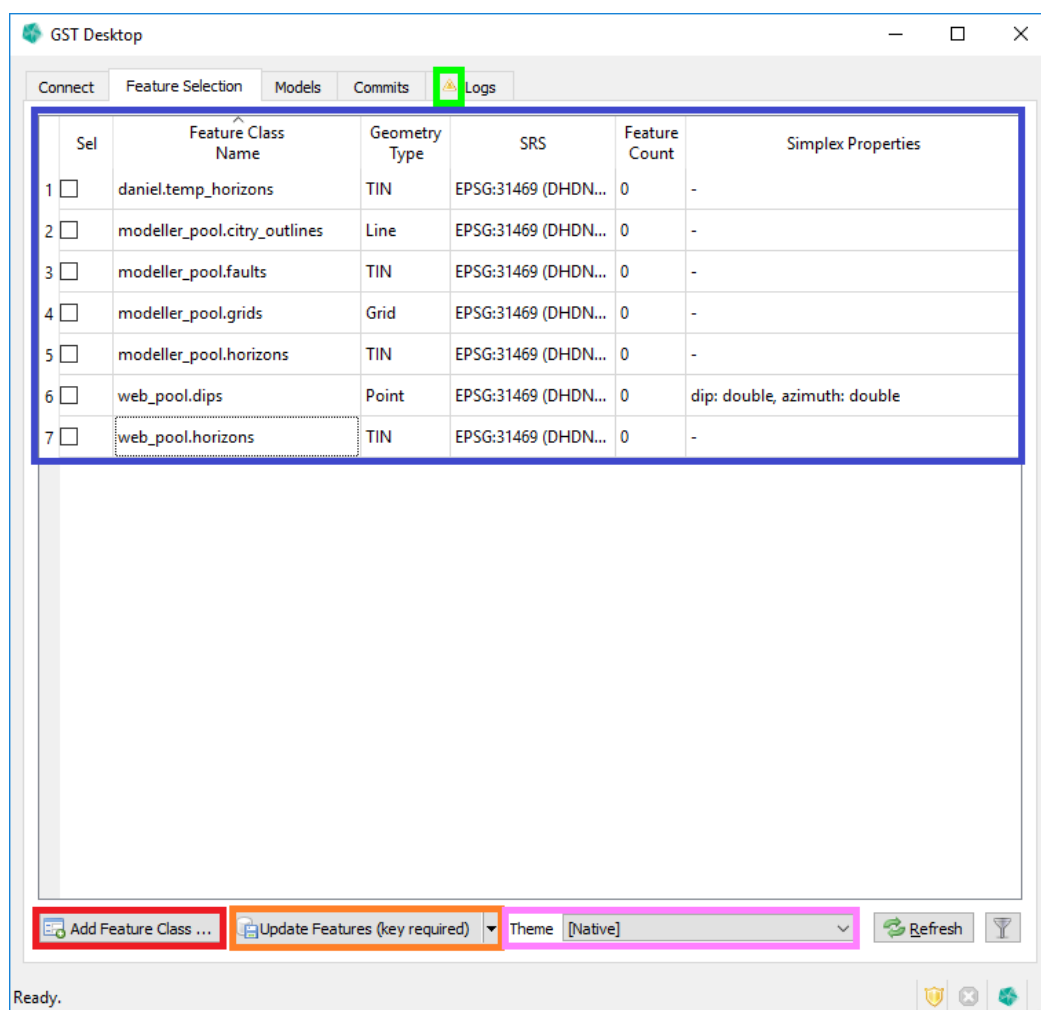 GST Desktop
Connect Feature Selection Models Commits Logs
Sel Feature Class Name Geometry Type SRS Feature Count Simplex Properties
1 daniel.temp_horizons TIN EPSG:31469 (DHDN... 0 -
2 modeller_pool.citry_outlines Line EPSG:31469 (DHDN... 0 -
3 modeller_pool.faults TIN EPSG:31469 (DHDN... 0 -
4 modeller_pool.grids Grid EPSG:31469 (DHDN... 0 -
5 modeller_pool.horizons TIN EPSG:31469 (DHDN... 0 -
6 web_pool.dips Point EPSG:31469 (DHDN... 0 dip: double, azimuth: double
7 web_pool.horizons TIN EPSG:31469 (DHDN... 0 -
Add Feature Class ... Update Features (key required) Theme [Native] Refresh
Ready.